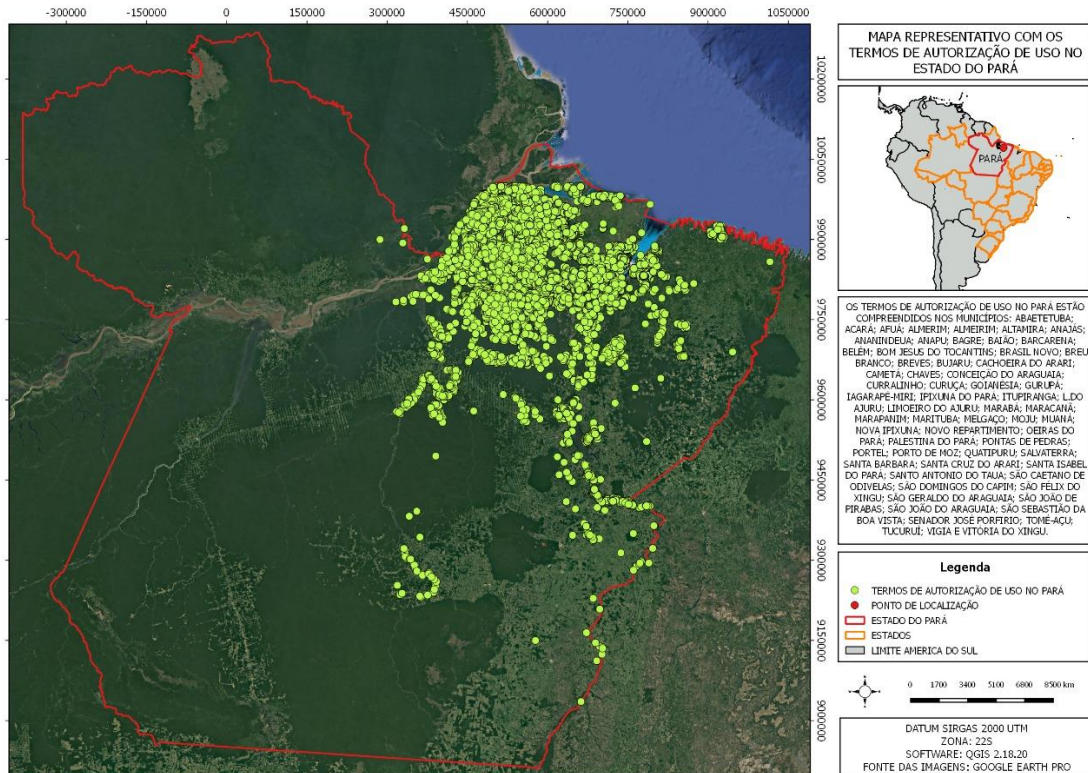 -300000 -150000 0 150000 300000 450000 600000 750000 900000 1050000
10200000
10050000
9900000
9750000
9600000
9450000
9300000
9150000
9000000
MAPA REPRESENTATIVO COM OS
TERMOS DE AUTORIZAÇÃO DE USO NO
ESTADO DO PARÁ
PARÁ
OS TERMOS DE AUTORIZAÇÃO DE USO NO PARÁ ESTÃO
COMPREENDIDOS NOS MUNICÍPIOS: ABAETETUBA;
ACARÁ; AFUÁ; ALMERIM; ALMEIRIM; ALTAMIRA; ANAJÁS;
ANANINDEUA; ANAPU; BAGRE; BAIÃO; BARCARENA;
BELÉM; BOM JESUS DO TOCANTINS; BRASIL NOVO; BREU
BRANCO; BREVES; BUJARU; CACHOEIRA DO ARARI;
CAMETÁ; CHAVES; CONCEIÇÃO DO ARAGUAIA;
CURRALINHO; CURUÇA; GOIANÉSIA; GURUPÁ;
IAGARAPÉ-MIRI; IPIXUNA DO PARÁ; ITUPIRANGA; L.DO
AJURU; LIMOEIRO DO AJURU; MARABÁ; MARACANÃ;
MARAPANIM; MARITUBA; MELGAÇO; MOJU; MUANÁ;
NOVA IPIXUNA; NOVO REPARTIMENTO; OEIRAS DO
PARÁ; PALESTINA DO PARÁ; PONTAS DE PEDRAS;
PORTEL; PORTO DE MOZ; QUATIPURU; SALVATERRA;
SANTA BARBARA; SANTA CRUZ DO ARARI; SANTA ISABEL
DO PARÁ; SANTO ANTONIO DO TAUA; SÃO CAETANO DE
ODIVELAS; SÃO DOMINGOS DO CAPIM; SÃO FÉLIX DO
XINGU; SÃO GERALDO DO ARAGUAIA; SÃO JOÃO DE
PIRABAS; SÃO JOÃO DO ARAGUAIA; SÃO SEBASTIÃO DA
BOA VISTA; SENADOR JOSÉ PORFIRIO; TOMÉ-AÇU;
TUCURUÍ; VIGIA E VITÓRIA DO XINGU.
Legenda
TERMOS DE AUTORIZAÇÃO DE USO NO PARÁ
PONTO DE LOCALIZAÇÃO
ESTADO DO PARÁ
ESTADOS
LIMITE AMERICA DO SUL
0 1700 3400 5100 6800 8500 km
DATUM SIRGAS 2000 UTM
ZONA: 22S
SOFTWARE: QGIS 2.18.20
FONTE DAS IMAGENS: GOOGLE EARTH PRO